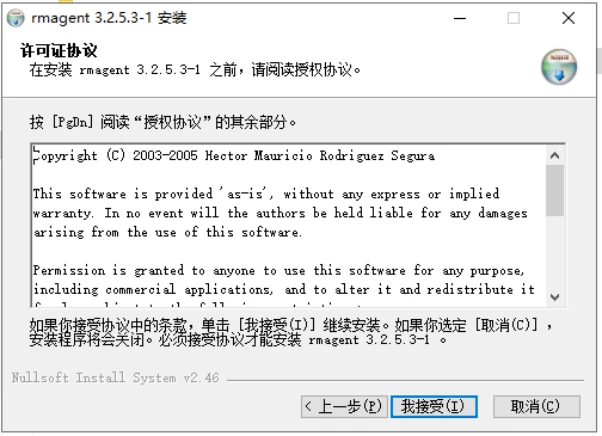 rmagent 3.2.5.3-1 安装
许可证协议
在安装 rmagent 3.2.5.3-1 之前，请阅读授权协议。
按 [PgDn] 阅读“授权协议”的其余部分。
Copyright (C) 2003-2005 Hector Mauricio Rodriguez Segura
This software is provided 'as-is', without any express or implied
warranty. In no event will the authors be held liable for any damages
arising from the use of this software.
Permission is granted to anyone to use this software for any purpose,
including commercial applications, and to alter it and redistribute it
如果你接受协议中的条款，单击 [我接受(I)] 继续安装。如果你选定 [取消(C)] ，
安装程序将会关闭。必须接受协议才能安装 rmagent 3.2.5.3-1 。
Nullsoft Install System v2.46
< 上一步(P) 我接受(I) 取消(C)